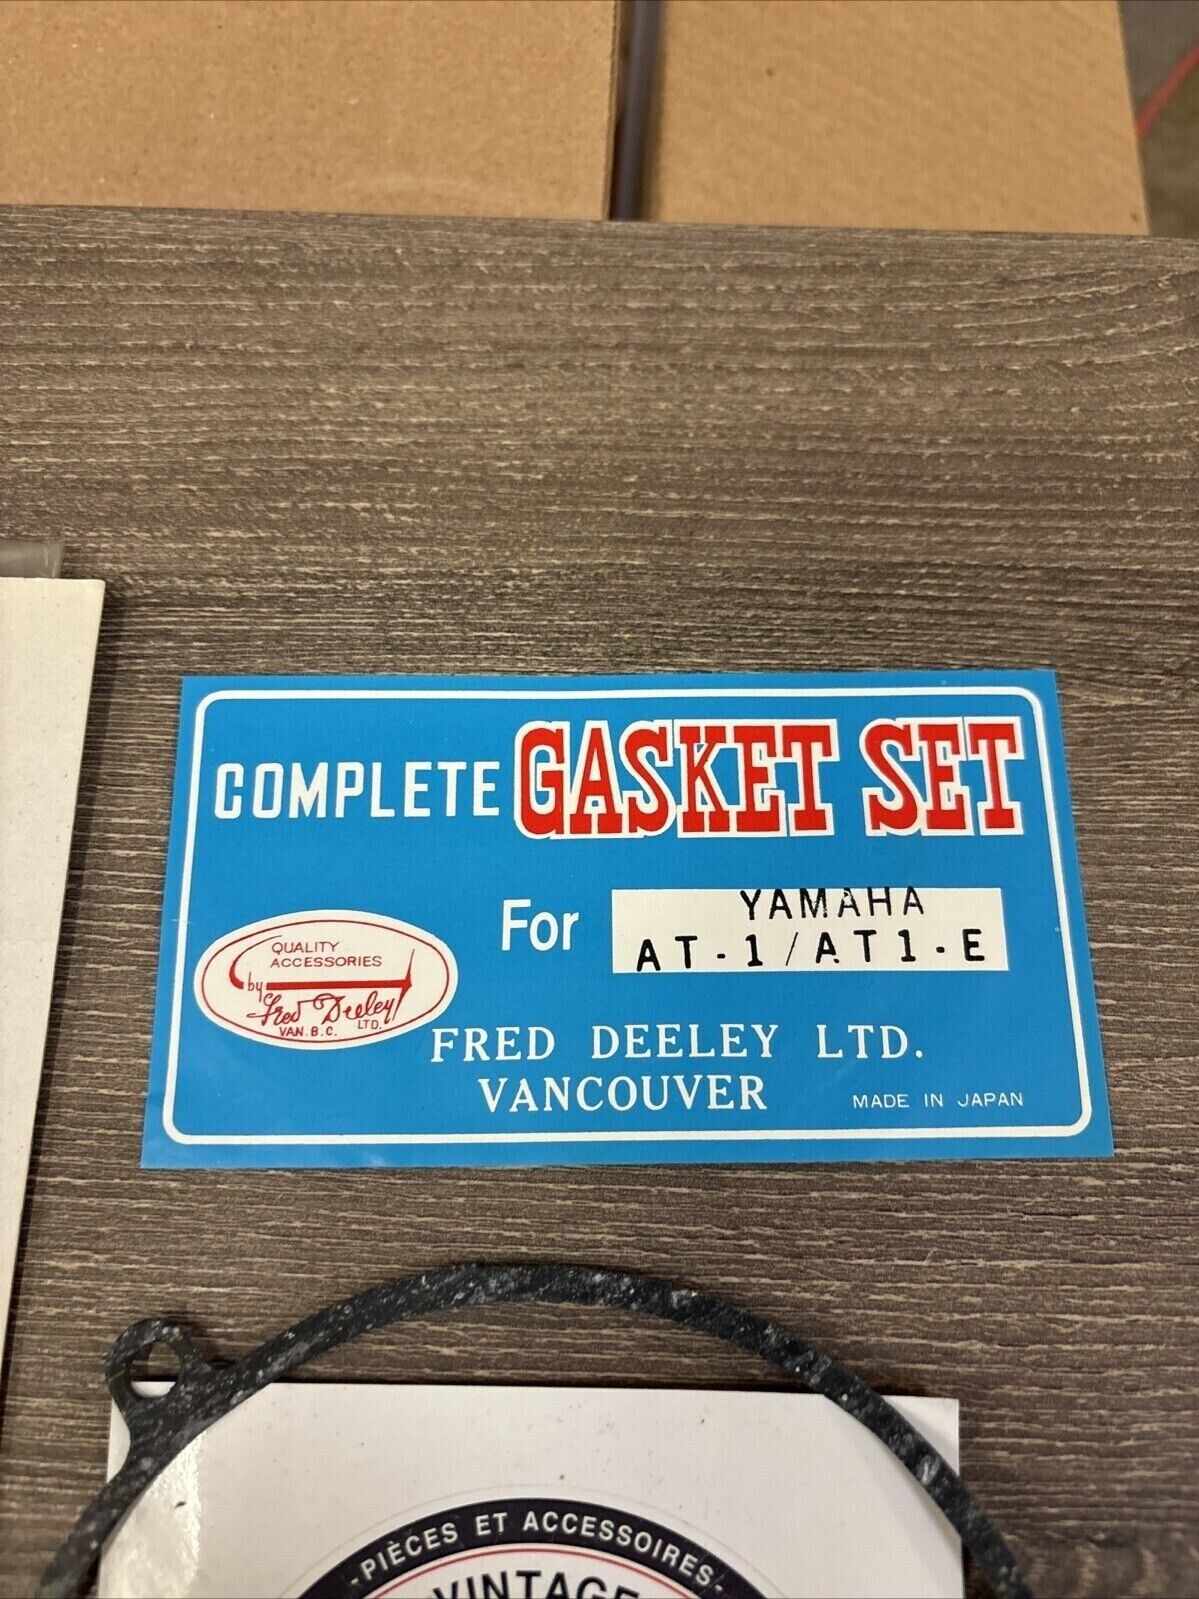 COMPLETE GASKET SET
For YAMAHA
AT-1/AT1-E
QUALITY
ACCESSORIES
by Fred Deeley
LTD.
VAN. B.C.
FRED DEELEY LTD.
VANCOUVER
MADE IN JAPAN
·PIÈCES ET ACCESSOIRES·
VINTAGE